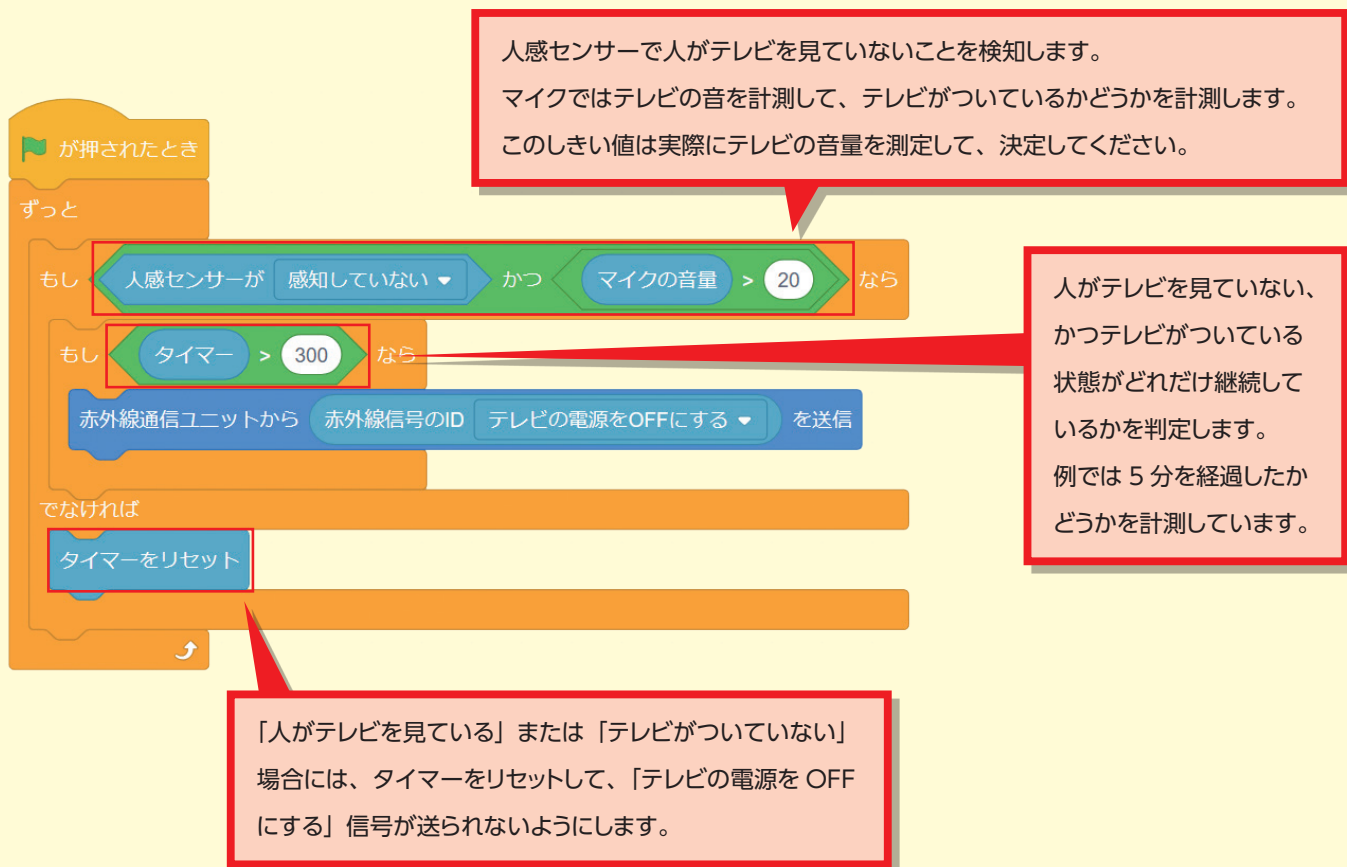 人感センサーで人がテレビを見ていないことを検知します。
マイクではテレビの音を計測して、テレビがついているかどうかを計測します。
このしきい値は実際にテレビの音量を測定して、決定してください。
が押されたとき
ずっと
もし 人感センサーが 感知していない かつ マイクの音量 > 20 なら
もし タイマー > 300 なら
赤外線通信ユニットから 赤外線信号のID テレビの電源をOFFにする を送信
でなければ
タイマーをリセット
人がテレビを見ていない、
かつテレビがついている
状態がどれだけ継続して
いるかを判定します。
例では 5 分を経過したか
どうかを計測しています。
「人がテレビを見ている」または「テレビがついていない」
場合には、タイマーをリセットして、「テレビの電源を OFF
にする」信号が送られないようにします。